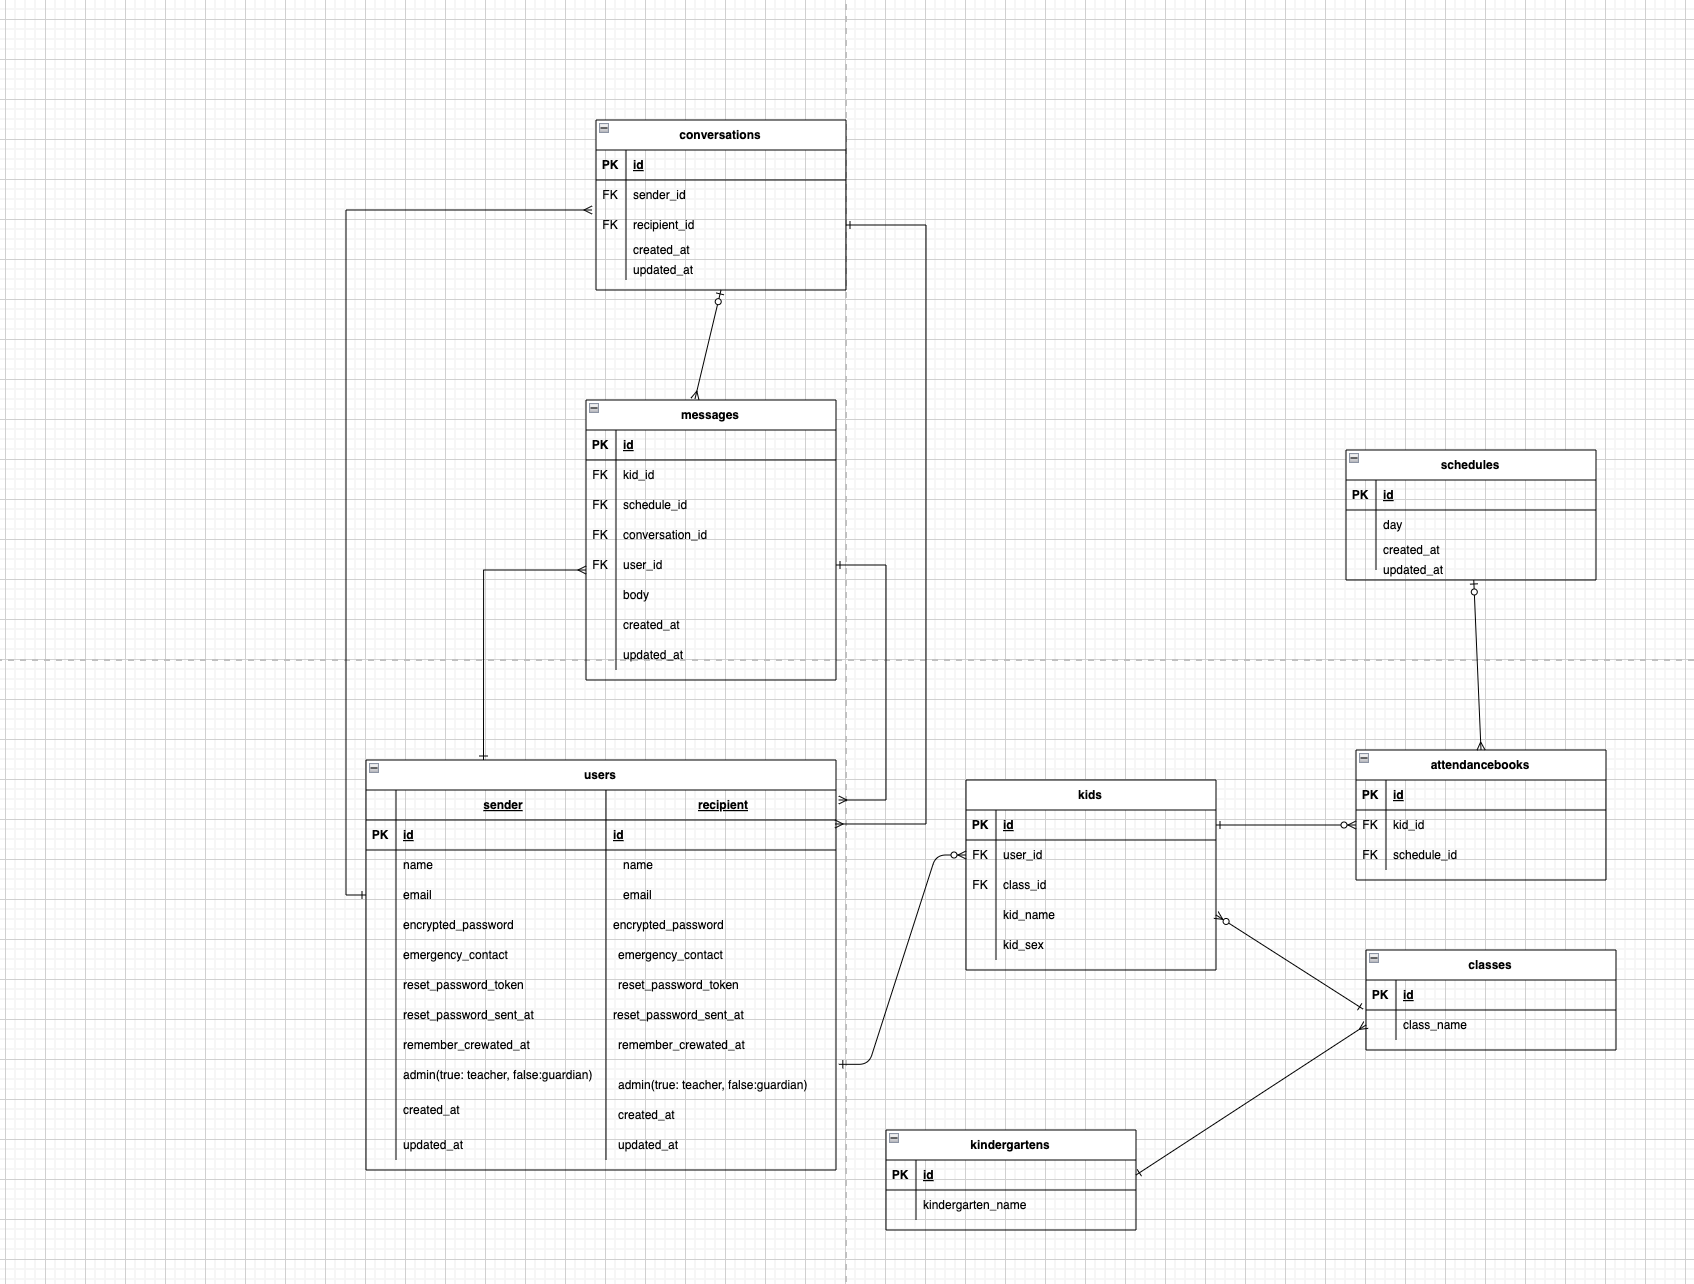 conversations
PK id
FK sender_id
FK recipient_id
created_at
updated_at
messages
PK id
FK kid_id
FK schedule_id
FK conversation_id
FK user_id
body
created_at
updated_at
schedules
PK id
day
created_at
updated_at
users
sender recipient
PK id id
name name
email email
encrypted_password encrypted_password
emergency_contact emergency_contact
reset_password_token reset_password_token
reset_password_sent_at reset_password_sent_at
remember_crewated_at remember_crewated_at
admin(true: teacher, false:guardian) admin(true: teacher, false:guardian)
created_at created_at
updated_at updated_at
kids
PK id
FK user_id
FK class_id
kid_name
kid_sex
attendancebooks
PK id
FK kid_id
FK schedule_id
classes
PK id
class_name
kindergartens
PK id
kindergarten_name